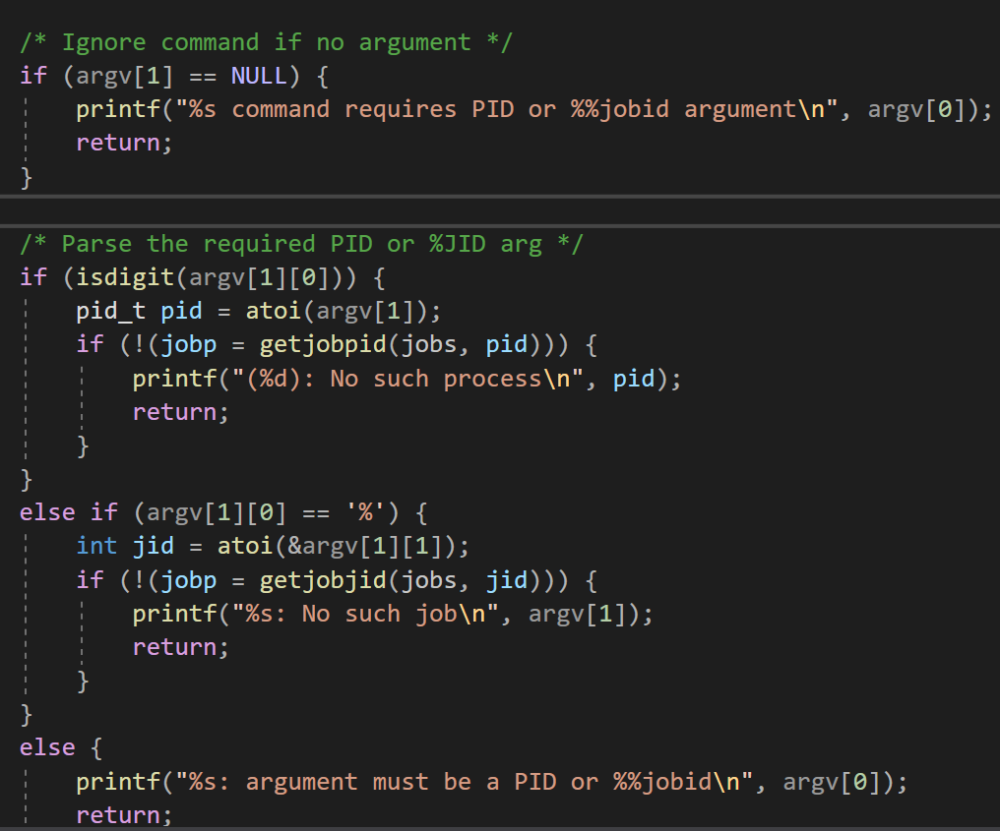 /* Ignore command if no argument */
if (argv[1] == NULL) {
    printf("%s command requires PID or %%jobid argument\n", argv[0]);
    return;
}
/* Parse the required PID or %JID arg */
if (isdigit(argv[1][0])) {
    pid_t pid = atoi(argv[1]);
    if (!(jobp = getjobpid(jobs, pid))) {
        printf("(%d): No such process\n", pid);
        return;
    }
}
else if (argv[1][0] == '%') {
    int jid = atoi(&argv[1][1]);
    if (!(jobp = getjobjid(jobs, jid))) {
        printf("%s: No such job\n", argv[1]);
        return;
    }
}
else {
    printf("%s: argument must be a PID or %%jobid\n", argv[0]);
    return;